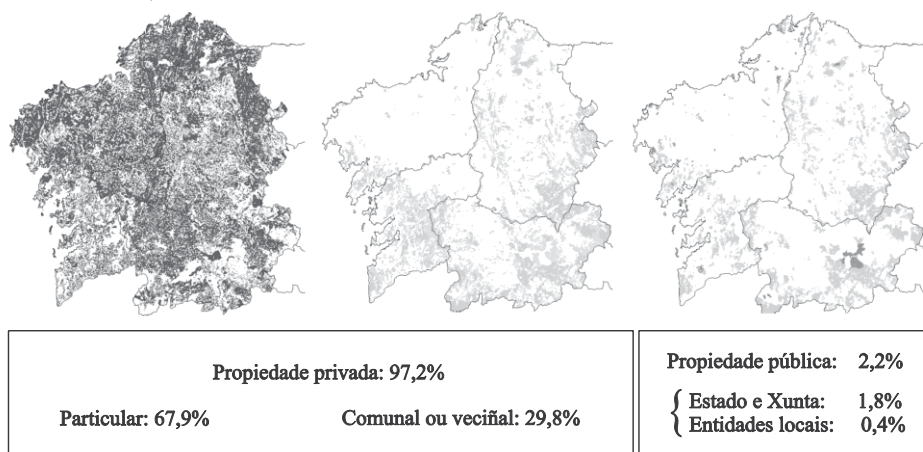 Propiedade privada: 97,2%
Particular: 67,9%
Comunal ou veciñal: 29,8%
Propiedade pública: 2,2%
Estado e Xunta: 1,8%
Entidades locais: 0,4%